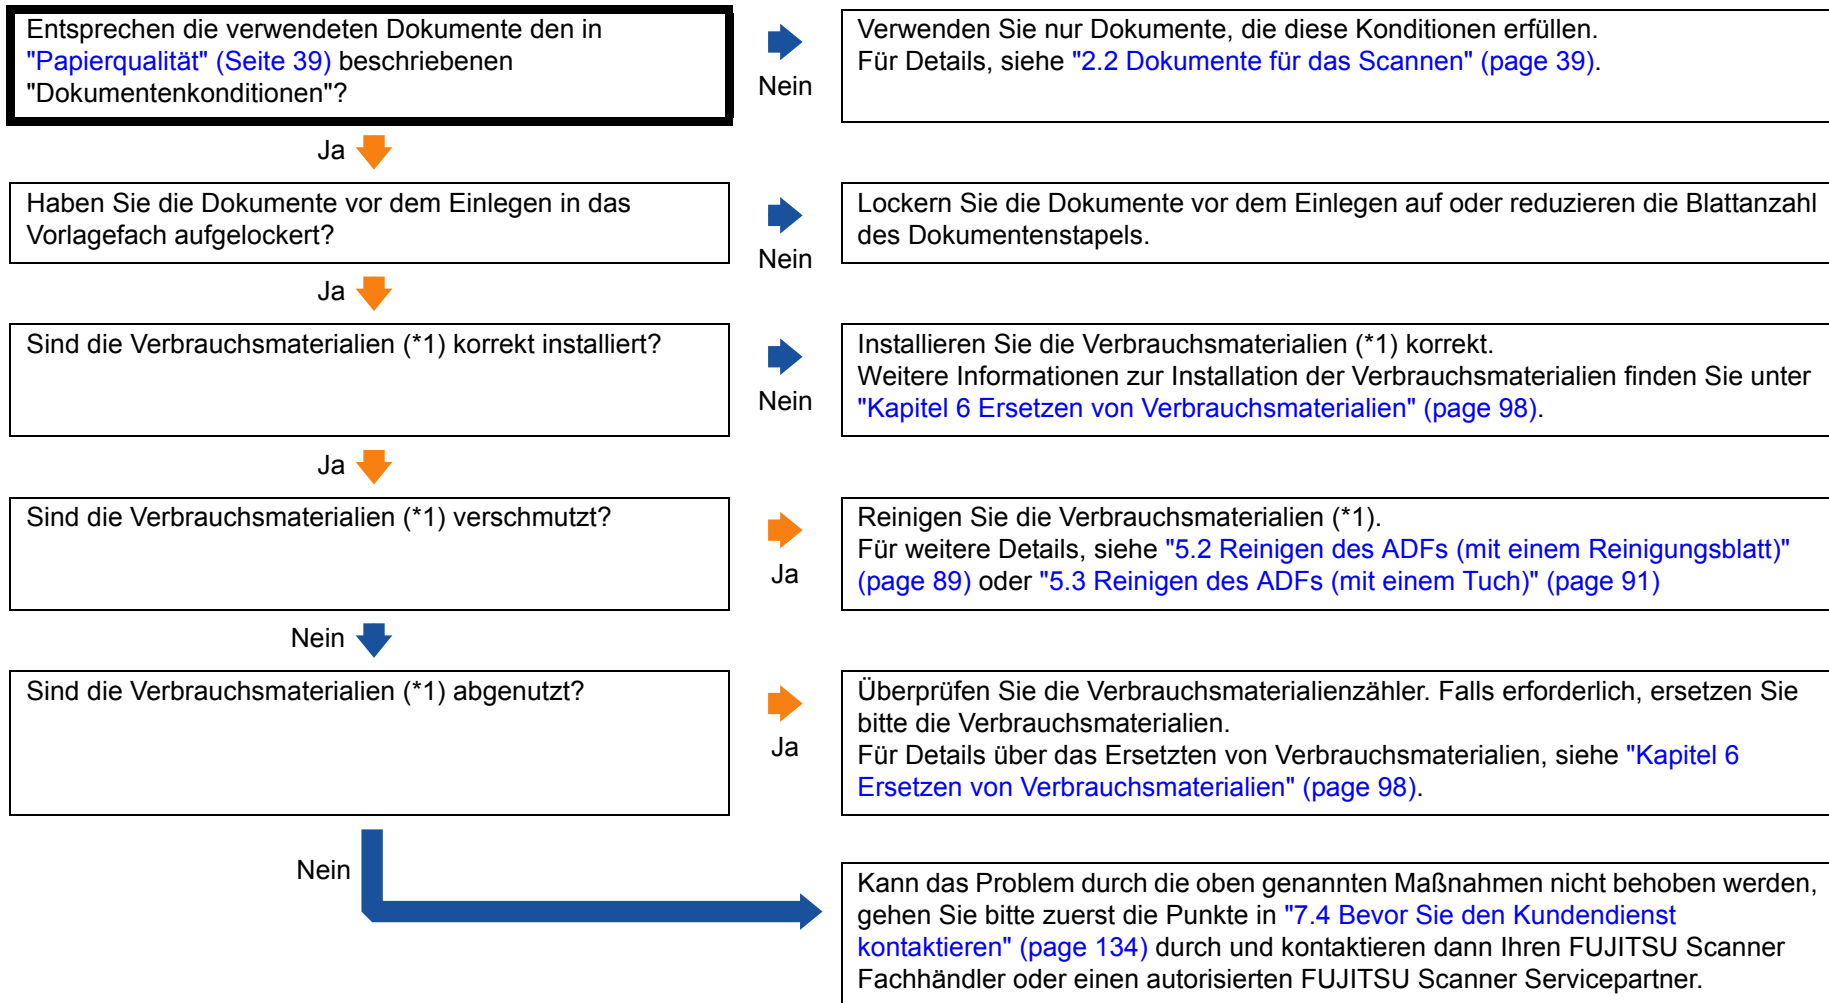 Entsprechen die verwendeten Dokumente den in
"Papierqualität" (Seite 39) beschriebenen
"Dokumentenkonditionen"?
Nein
Verwenden Sie nur Dokumente, die diese Konditionen erfüllen.
Für Details, siehe "2.2 Dokumente für das Scannen" (page 39).
Ja
Haben Sie die Dokumente vor dem Einlegen in das
Vorlagefach aufgelockert?
Nein
Lockern Sie die Dokumente vor dem Einlegen auf oder reduzieren die Blattanzahl
des Dokumentenstapels.
Ja
Sind die Verbrauchsmaterialien (*1) korrekt installiert?
Nein
Installieren Sie die Verbrauchsmaterialien (*1) korrekt.
Weitere Informationen zur Installation der Verbrauchsmaterialien finden Sie unter
"Kapitel 6 Ersetzen von Verbrauchsmaterialien" (page 98).
Ja
Sind die Verbrauchsmaterialien (*1) verschmutzt?
Ja
Reinigen Sie die Verbrauchsmaterialien (*1).
Für weitere Details, siehe "5.2 Reinigen des ADFs (mit einem Reinigungsblatt)"
(page 89) oder "5.3 Reinigen des ADFs (mit einem Tuch)" (page 91)
Nein
Sind die Verbrauchsmaterialien (*1) abgenutzt?
Ja
Überprüfen Sie die Verbrauchsmaterialienzähler. Falls erforderlich, ersetzen Sie
bitte die Verbrauchsmaterialien.
Für Details über das Ersetzten von Verbrauchsmaterialien, siehe "Kapitel 6
Ersetzen von Verbrauchsmaterialien" (page 98).
Nein
Kann das Problem durch die oben genannten Maßnahmen nicht behoben werden,
gehen Sie bitte zuerst die Punkte in "7.4 Bevor Sie den Kundendienst
kontaktieren" (page 134) durch und kontaktieren dann Ihren FUJITSU Scanner
Fachhändler oder einen autorisierten FUJITSU Scanner Servicepartner.